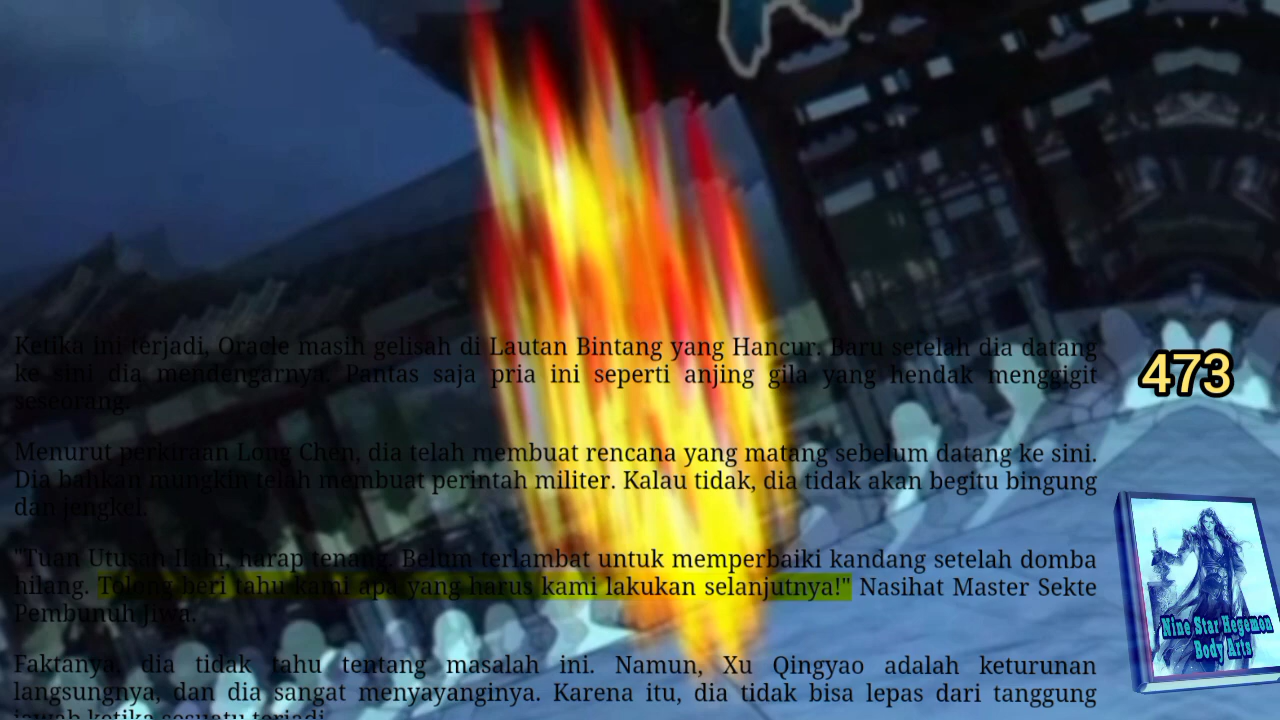 Ketika ini terjadi, Oracle masih gelisah di Lautan Bintang yang Hancur. Baru setelah dia datang
ke sini dia mendengarnya. Pantas saja pria ini seperti anjing gila yang hendak menggigit
seseorang.
Menurut perkiraan Long Chen, dia telah membuat rencana yang matang sebelum datang ke sini.
Dia bahkan mungkin telah membuat perintah militer. Kalau tidak, dia tidak akan begitu bingung
dan jengkel.
"Tuan Utusan Ilahi, harap tenang. Belum terlambat untuk memperbaiki kandang setelah domba
hilang. Tolong beri tahu kami apa yang harus kami lakukan selanjutnya!" Nasihat Master Sekte
Pembunuh Jiwa.
Faktanya, dia tidak tahu tentang masalah ini. Namun, Xu Qingyao adalah keturunan
langsungnya, dan dia sangat menyayanginya. Karena itu, dia tidak bisa lepas dari tanggung
jawab ketika sesuatu terjadi.
473
Nine Star Hegemon
Body Arts